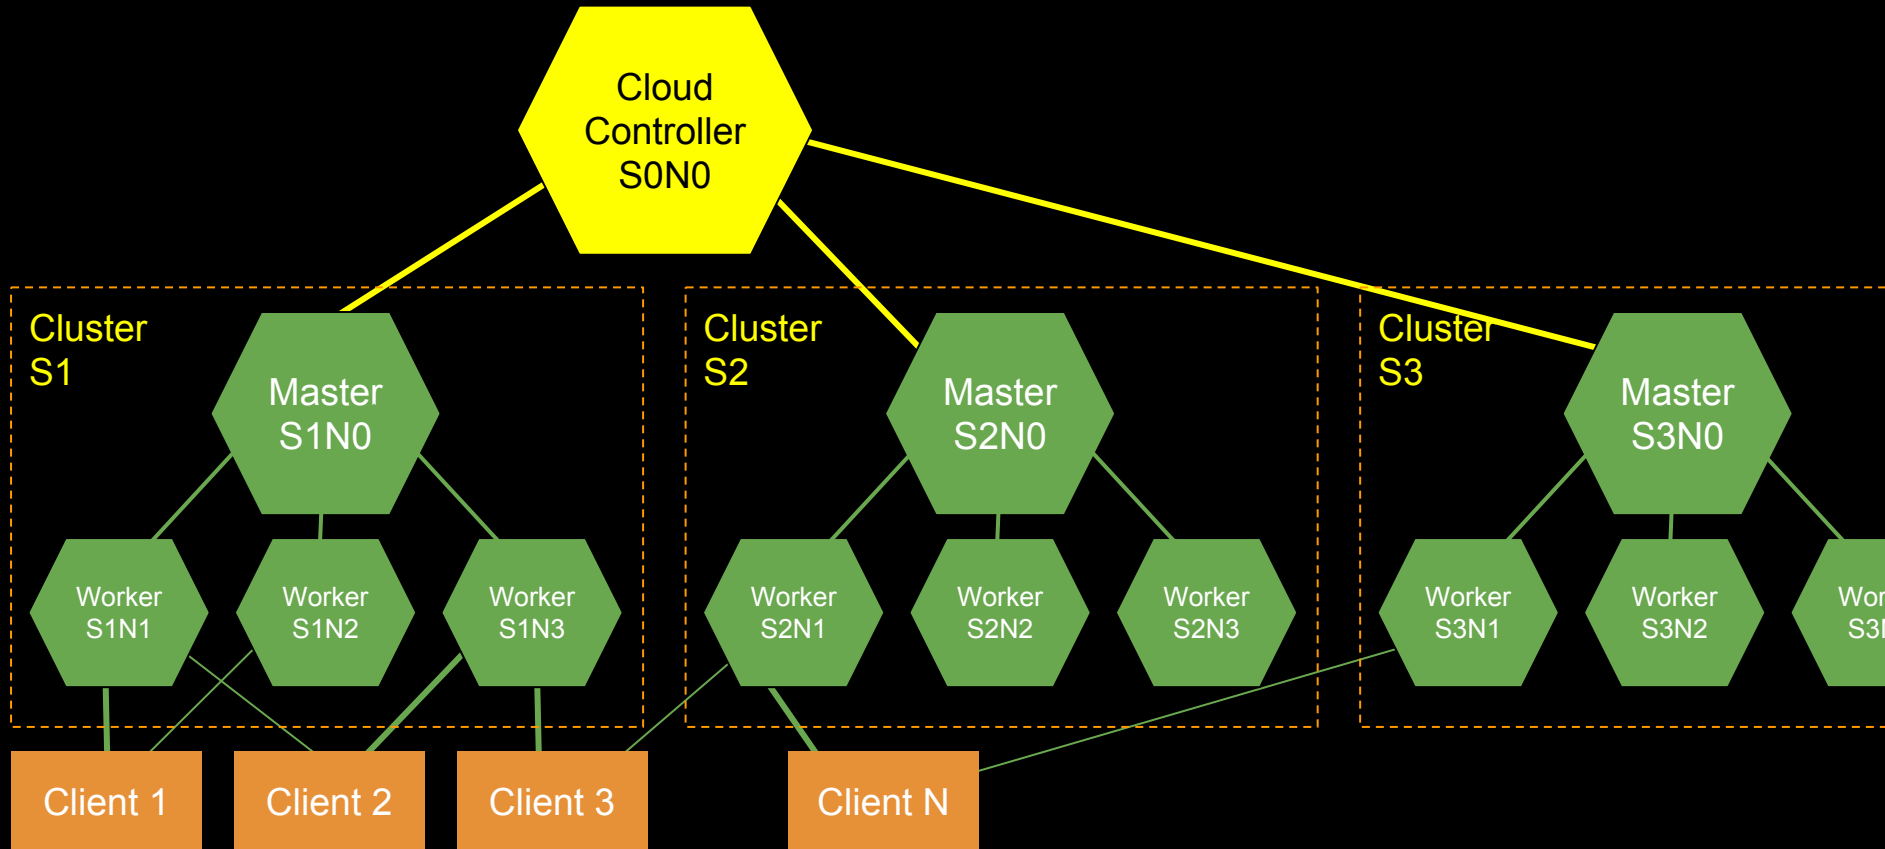 Cloud
Controller
S0N0
Cluster
S1
Master
S1N0
Cluster
S2
Master
S2N0
Cluster
S3
Master
S3N0
Worker
S1N1
Worker
S1N2
Worker
S1N3
Worker
S2N1
Worker
S2N2
Worker
S2N3
Worker
S3N1
Worker
S3N2
Client 1
Client 2
Client 3
Client N